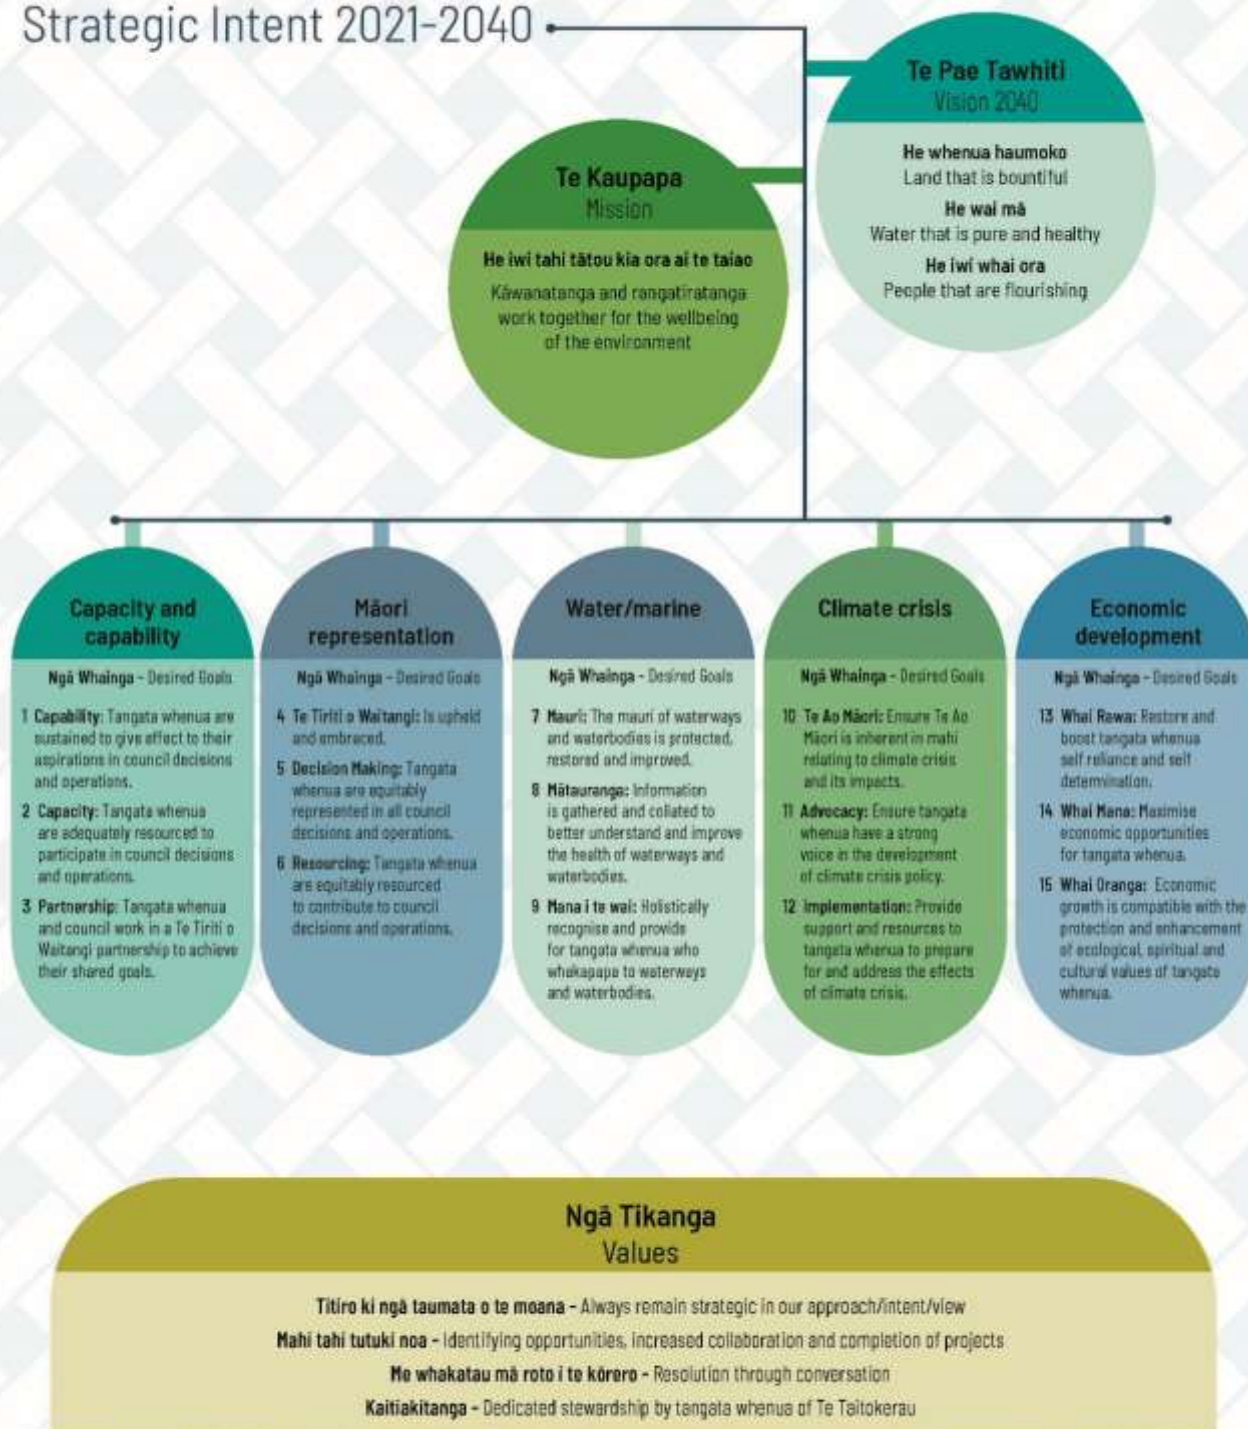 Strategic Intent 2021-2040
Te Pae Tawhiti
Vision 2040
He whenua haumoko
Land that is bountiful
He wai mā
Water that is pure and healthy
He iwi whai ora
People that are flourishing
Te Kaupapa
Mission
He iwi tahi tātou kia ora ai te taiao
Kāwanatanga and rangatiratanga
work together for the wellbeing
of the environment
Capacity and
capability
Ngā Whainga - Desired Goals
1 Capability: Tangata whenua are
sustained to give effect to their
aspirations in council decisions
and operations.
2 Capacity: Tangata whenua
are adequately resourced to
participate in council decisions
and operations.
3 Partnership: Tangata whenua
and council work in a Te Tiriti o
Waitangi partnership to achieve
their shared goals.
Māori
representation
Ngā Whainga - Desired Goals
4 Te Tiriti o Waitangi: Is upheld
and embraced.
5 Decision Making: Tangata
whenua are equitably
represented in all council
decisions and operations.
6 Resourcing: Tangata whenua
are equitably resourced
to contribute to council
decisions and operations.
Water/marine
Ngā Whainga - Desired Goals
7 Mauri: The mauri of waterways
and waterbodies is protected,
restored and improved.
8 Mātauranga: Information
is gathered and collated to
better understand and improve
the health of waterways and
waterbodies.
9 Mana i te wai: Holistically
recognise and provide
for tangata whenua who
whakapapa to waterways
and waterbodies.
Climate crisis
Ngā Whainga - Desired Goals
10 Te Ao Māori: Ensure Te Ao
Māori is inherent in mahi
relating to climate crisis
and its impacts.
11 Advocacy: Ensure tangata
whenua have a strong
voice in the development
of climate crisis policy.
12 Implementation: Provide
support and resources to
tangata whenua to prepare
for and address the effects
of climate crisis.
Economic
development
Ngā Whainga - Desired Goals
13 Whai Rawa: Restore and
boost tangata whenua
self reliance and self
determination.
14 Whai Mana: Maximise
economic opportunities
for tangata whenua.
15 Whai Oranga: Economic
growth is compatible with the
protection and enhancement
of ecological, spiritual and
cultural values of tangata
whenua.
Ngā Tikanga
Values
Titiro ki ngā taumata o te moana - Always remain strategic in our approach/intent/view
Mahi tahi tutuki noa - Identifying opportunities, increased collaboration and completion of projects
Me whakatau mā roto i te kōrero - Resolution through conversation
Kaitiakitanga - Dedicated stewardship by tangata whenua of Te Taitokerau